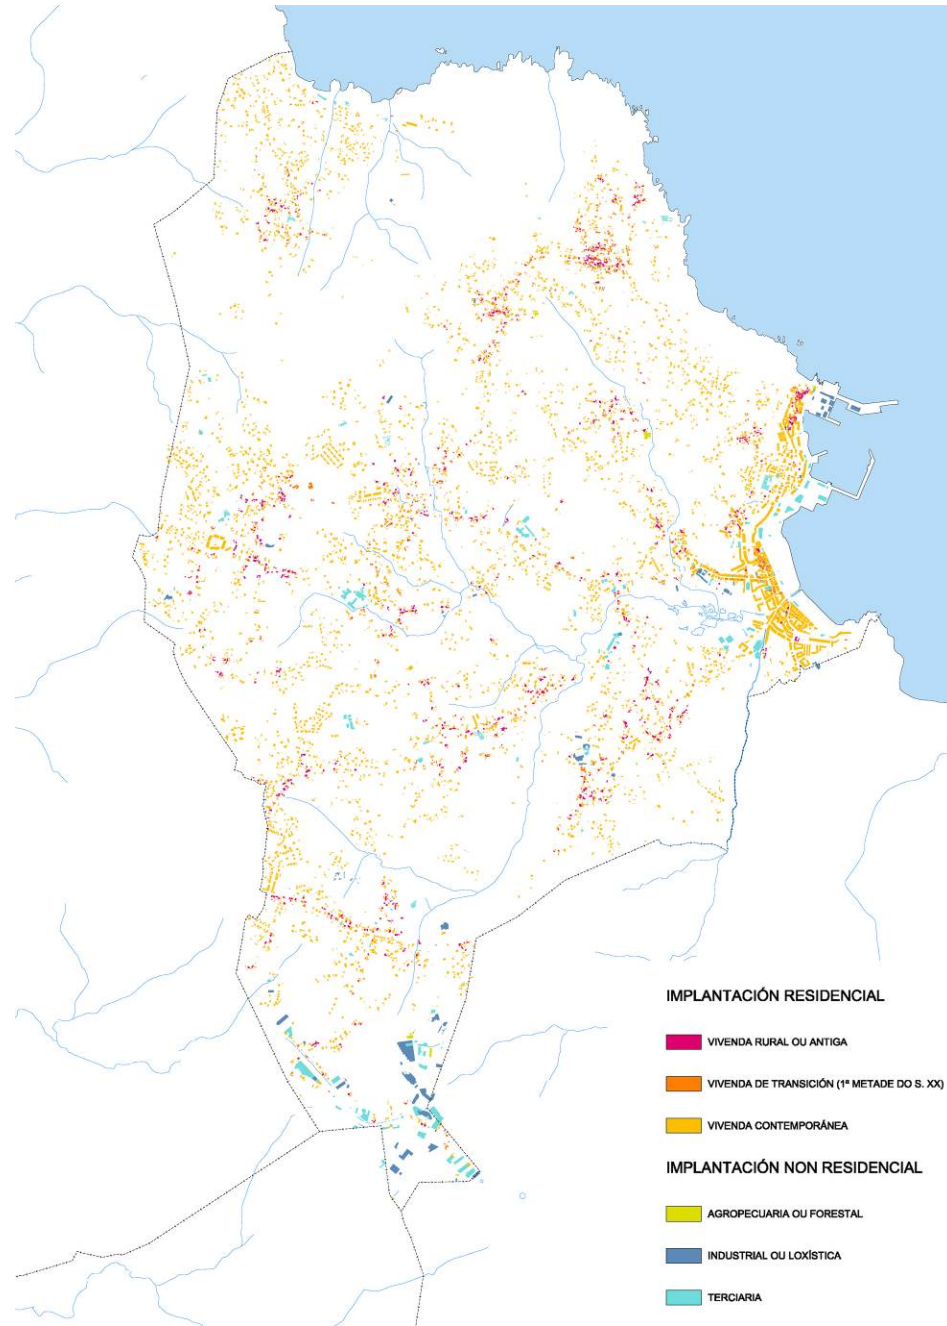 IMPLANTACIÓN RESIDENCIAL
VIVENDA RURAL OU ANTIGA
VIVENDA DE TRANSICIÓN (1ª METADE DO S. XX)
VIVENDA CONTEMPORÁNEA
IMPLANTACIÓN NON RESIDENCIAL
AGROPECUARIA OU FORESTAL
INDUSTRIAL OU LOXÍSTICA
TERCIARIA